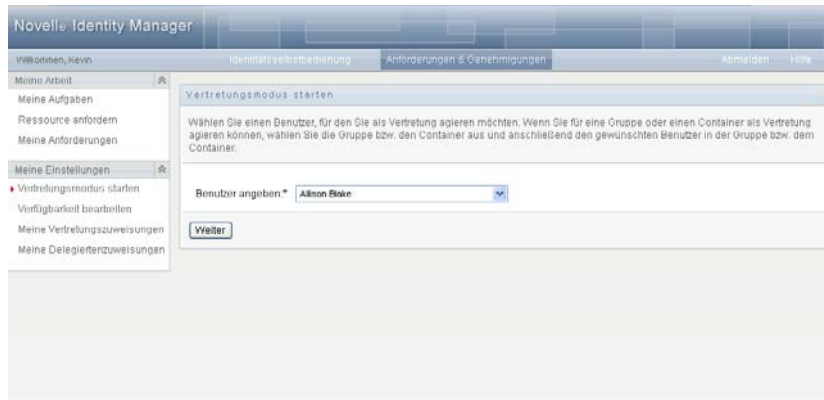 Novell® Identity Manager
Willkommen, Kevin
Identitätsselbstbedienung
Anforderungen & Genehmigungen
Abmelden
Hilfe
Meine Arbeit
Meine Aufgaben
Ressource anfordern
Meine Anforderungen
Meine Einstellungen
Vertretungsmodus starten
Verfügbarkeit bearbeiten
Meine Vertretungszuweisungen
Meine Delegiertenzuweisungen
Vertretungsmodus starten
Wählen Sie einen Benutzer, für den Sie als Vertretung agieren möchten. Wenn Sie für eine Gruppe oder einen Container als Vertretung
agieren können, wählen Sie die Gruppe bzw. den Container aus und anschließend den gewünschten Benutzer in der Gruppe bzw. dem
Container.
Benutzer angeben:* Allison Blake
Weiter